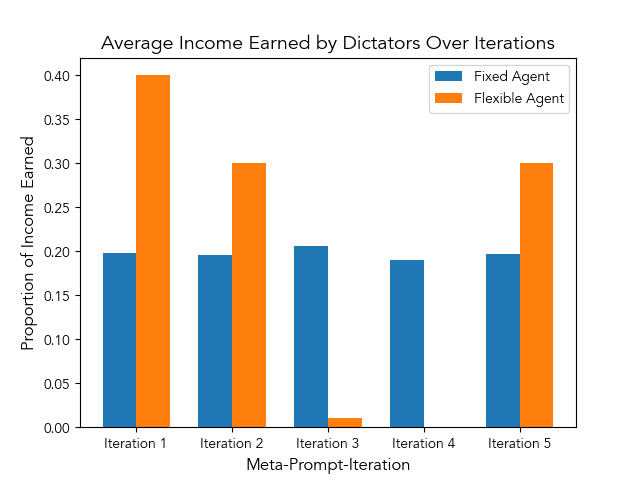 Average Income Earned by Dictators Over Iterations
Fixed Agent
Flexible Agent
Proportion of Income Earned
0.40
0.35
0.30
0.25
0.20
0.15
0.10
0.05
0.00
Iteration 1 Iteration 2 Iteration 3 Iteration 4 Iteration 5
Meta-Prompt-Iteration